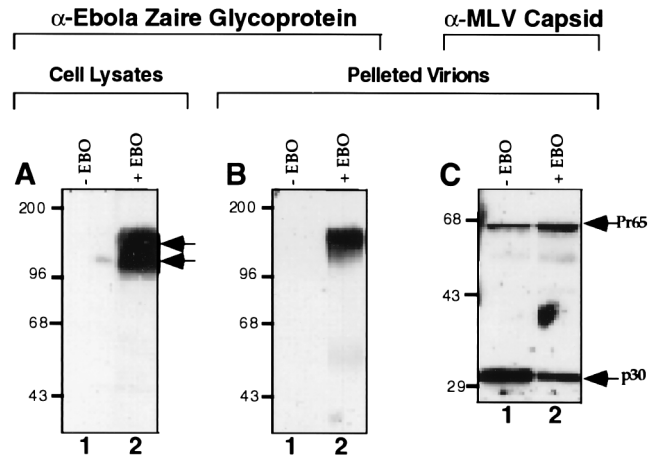 α-Ebola Zaire Glycoprotein
α-MLV Capsid
Cell Lysates
Pelleted Virions
A
- EBO
+ EBO
200
96
68
43
1 2
B
- EBO
+ EBO
200
96
68
43
1 2
C
- EBO
+ EBO
68
43
29
Pr65
p30
1 2